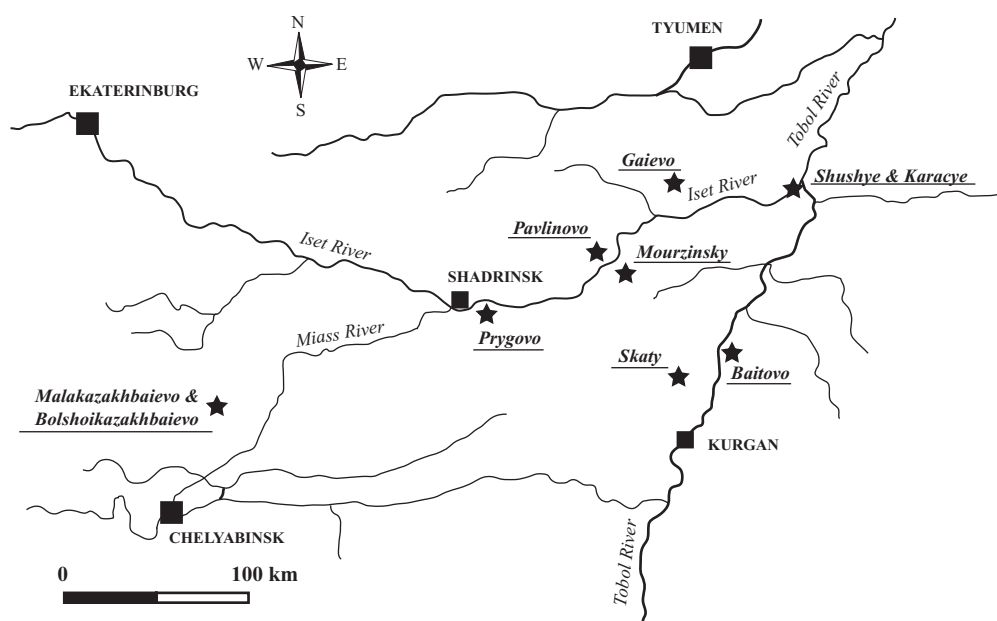 N
TYUMEN
W
E
EKATERINBURG
S
Tobol River
Gaievo
Shushye & Karacye
Iset River
Pavlinovo
Iset River
Mourzinsky
SHADRINSK
Miass River
Prygovo
Skaty
Baitovo
Malakazakhbaievo &
Bolshoikazakhbaievo
KURGAN
CHELYABINSK
Tobol River
0
100 km